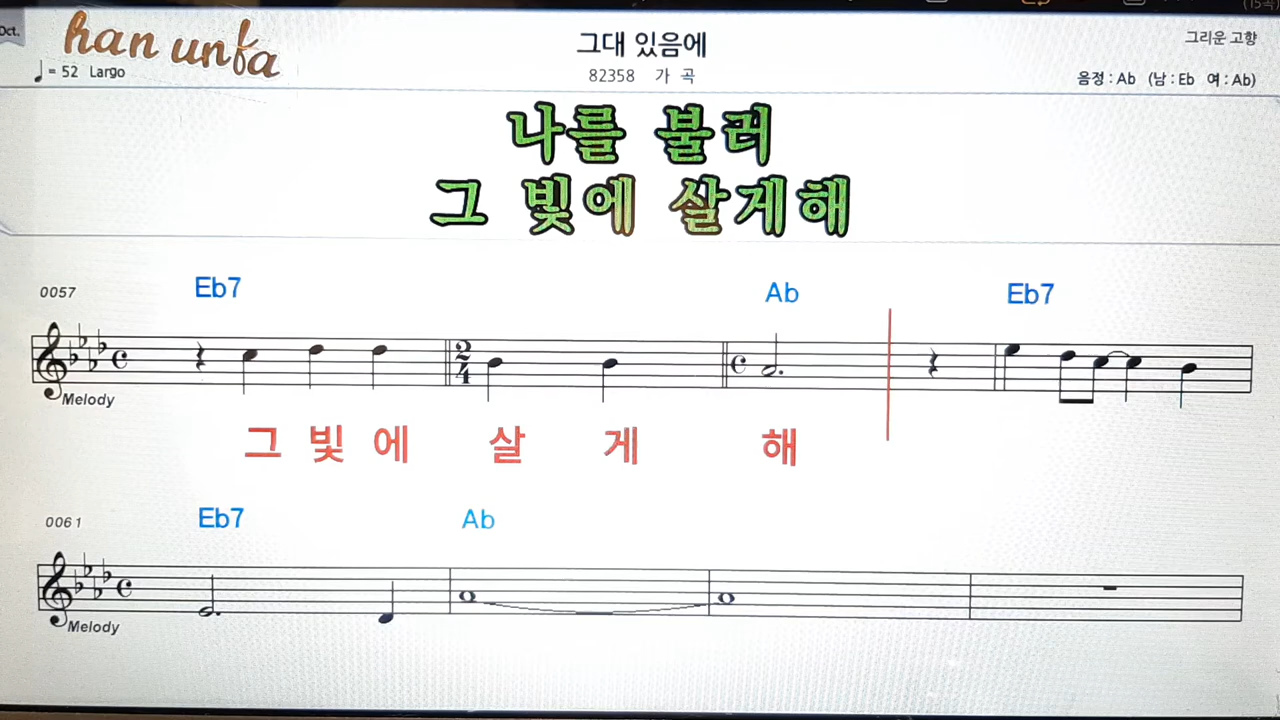 Oct.
han unfa
그대 있음에
그리운 고향
♩= 52 Largo
82358 가 곡
음정 : Ab (남 : Eb 여 : Ab)
나를 불러
그 빛에 살게해
0057
Eb7
Ab
Eb7
2
4
Melody
그 빛 에 살 게 해
0061
Eb7
Ab
Melody